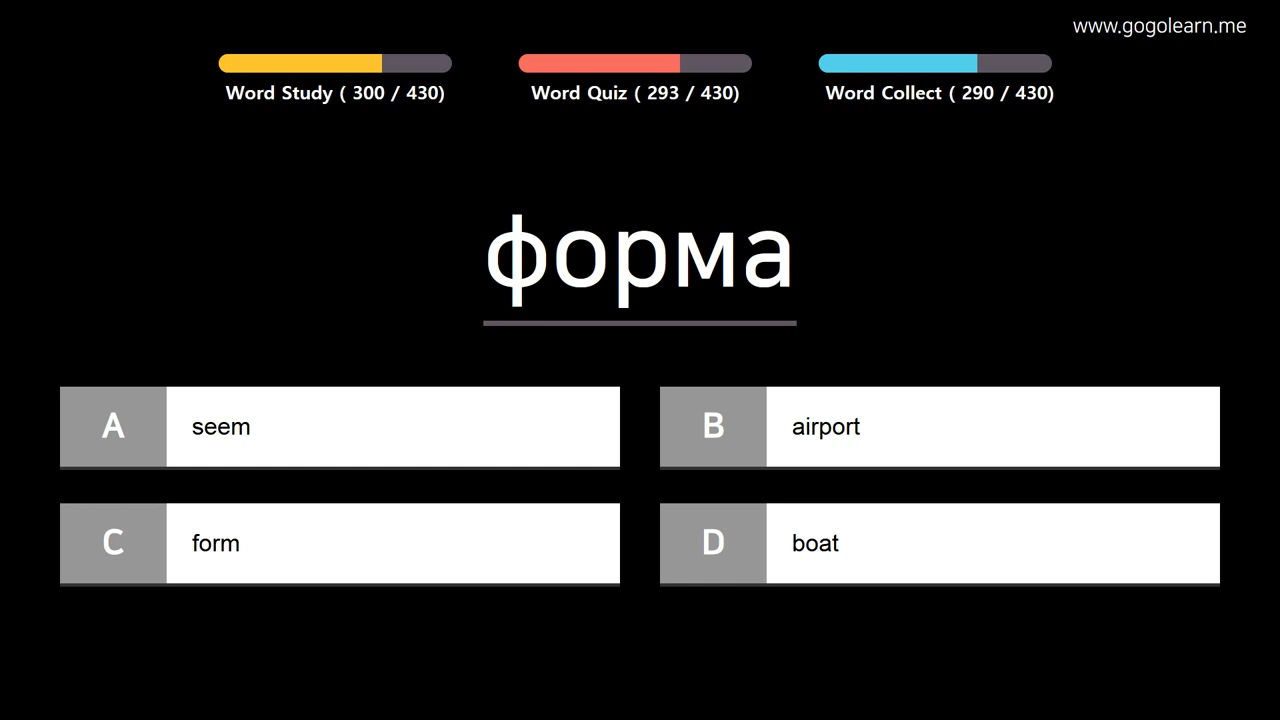 www.gogolearn.me
Word Study ( 300 / 430)
Word Quiz ( 293 / 430)
Word Collect ( 290 / 430)
форма
A seem
B airport
C form
D boat